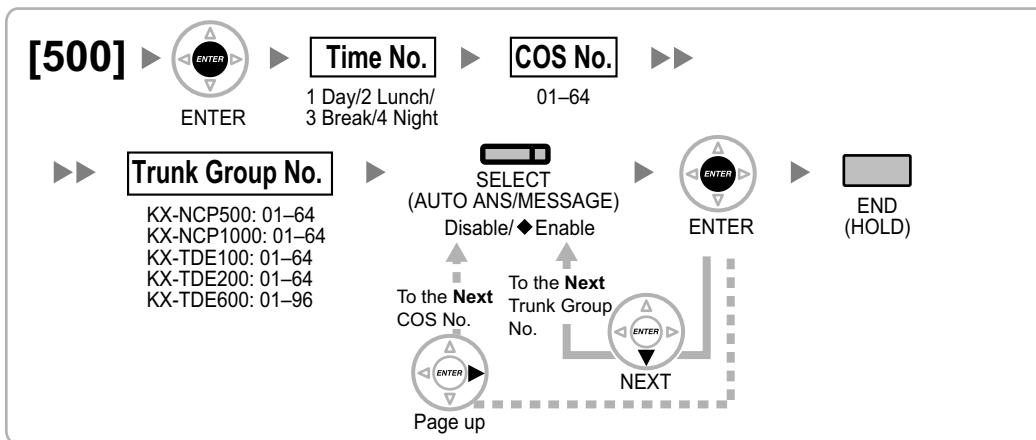 [500]
ENTER
ENTER
Time No.
1 Day/2 Lunch/
3 Break/4 Night
COS No.
01–64
Trunk Group No.
KX-NCP500: 01–64
KX-NCP1000: 01–64
KX-TDE100: 01–64
KX-TDE200: 01–64
KX-TDE600: 01–96
SELECT
(AUTO ANS/MESSAGE)
Disable/◆Enable
ENTER
ENTER
END
(HOLD)
To the Next
COS No.
ENTER
Page up
To the Next
Trunk Group
No.
ENTER
NEXT